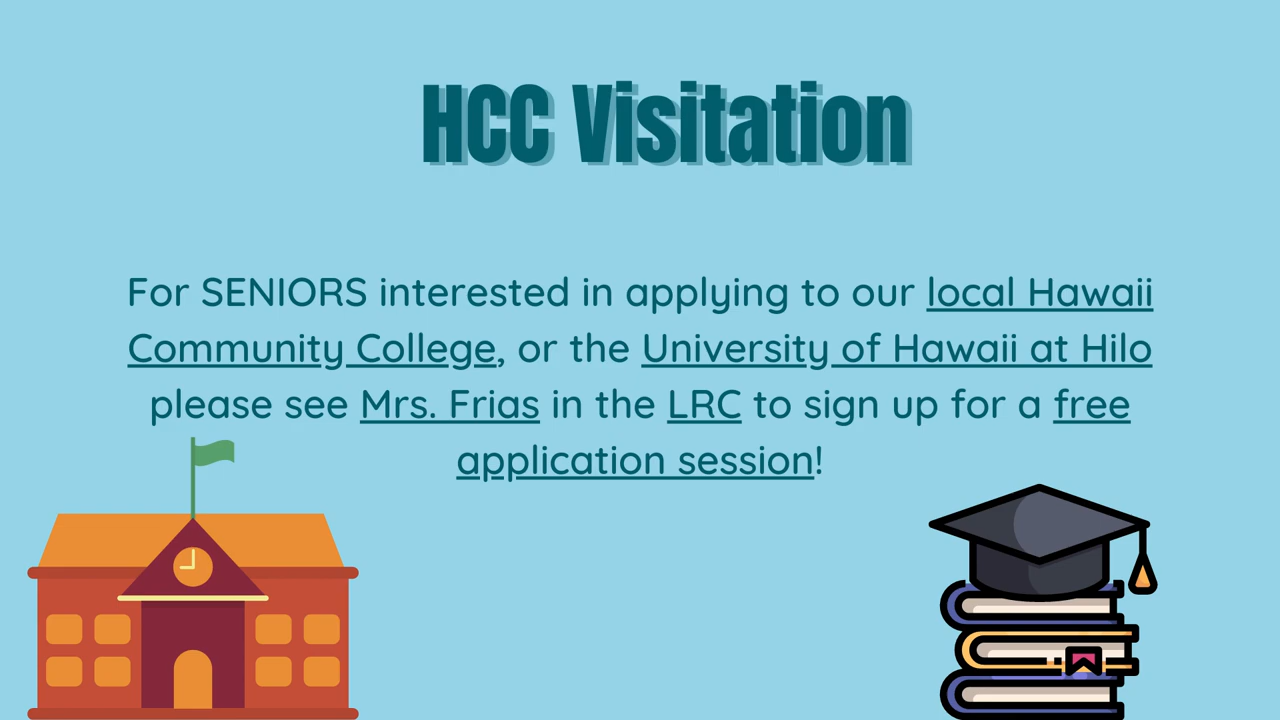 HCC Visitation
For SENIORS interested in applying to our local Hawaii
Community College, or the University of Hawaii at Hilo
please see Mrs. Frias in the LRC to sign up for a free
application session!